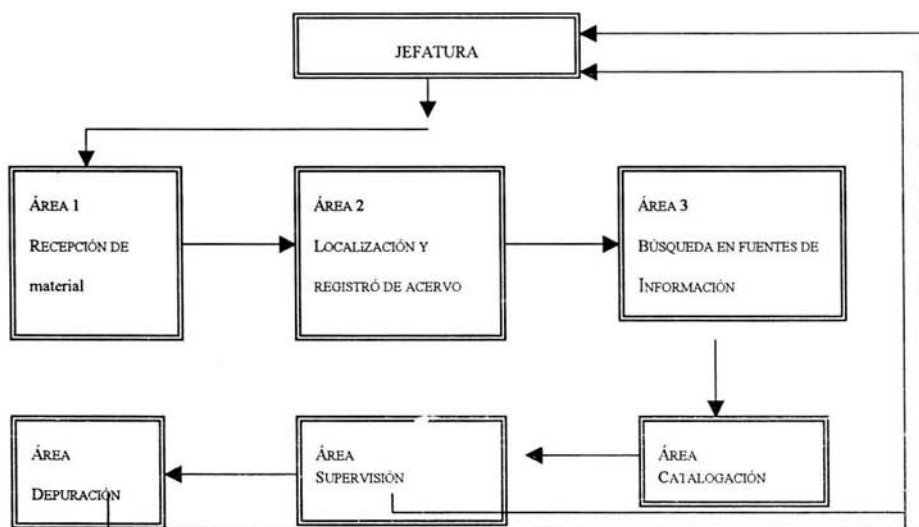 JEFATURA
ÁREA 1
RECEPCIÓN DE
material
ÁREA 2
LOCALIZACIÓN Y
REGISTRÓ DE ACERVO
ÁREA 3
BÚSQUEDA EN FUENTES DE
INFORMACIÓN
ÁREA
DEPURACIÓN
ÁREA
SUPERVISIÓN
ÁREA
CATALOGACIÓN